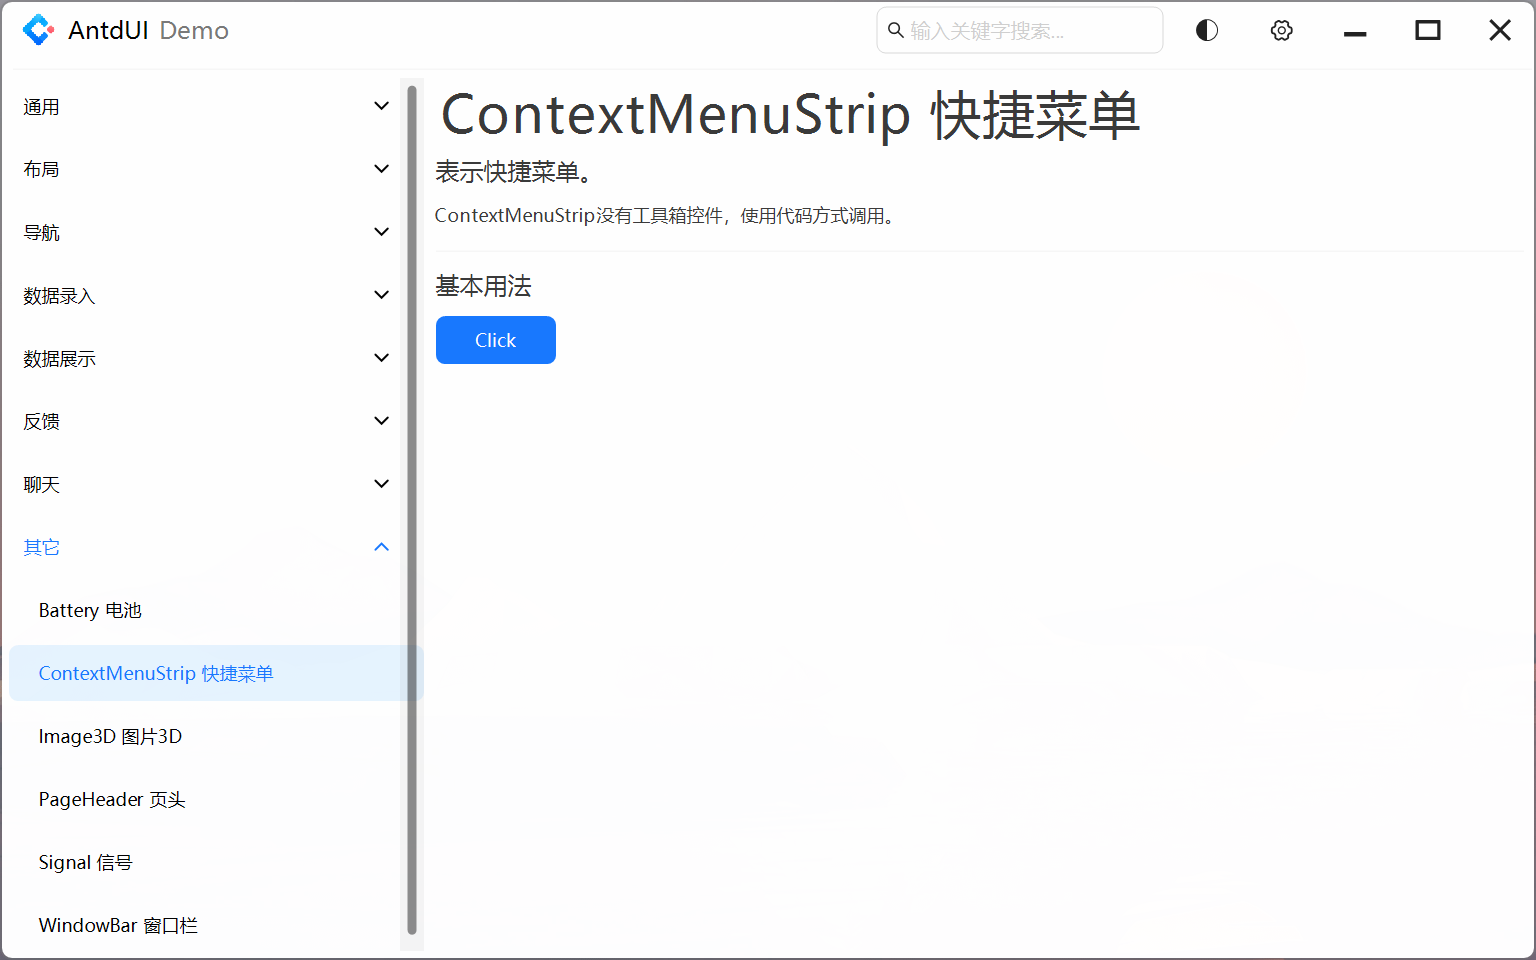 AntdUI Demo
输入关键字搜索...
通用
布局
导航
数据录入
数据展示
反馈
聊天
其它
Battery 电池
ContextMenuStrip 快捷菜单
Image3D 图片3D
PageHeader 页头
Signal 信号
WindowBar 窗口栏
ContextMenuStrip 快捷菜单
表示快捷菜单。
ContextMenuStrip没有工具箱控件，使用代码方式调用。
基本用法
Click